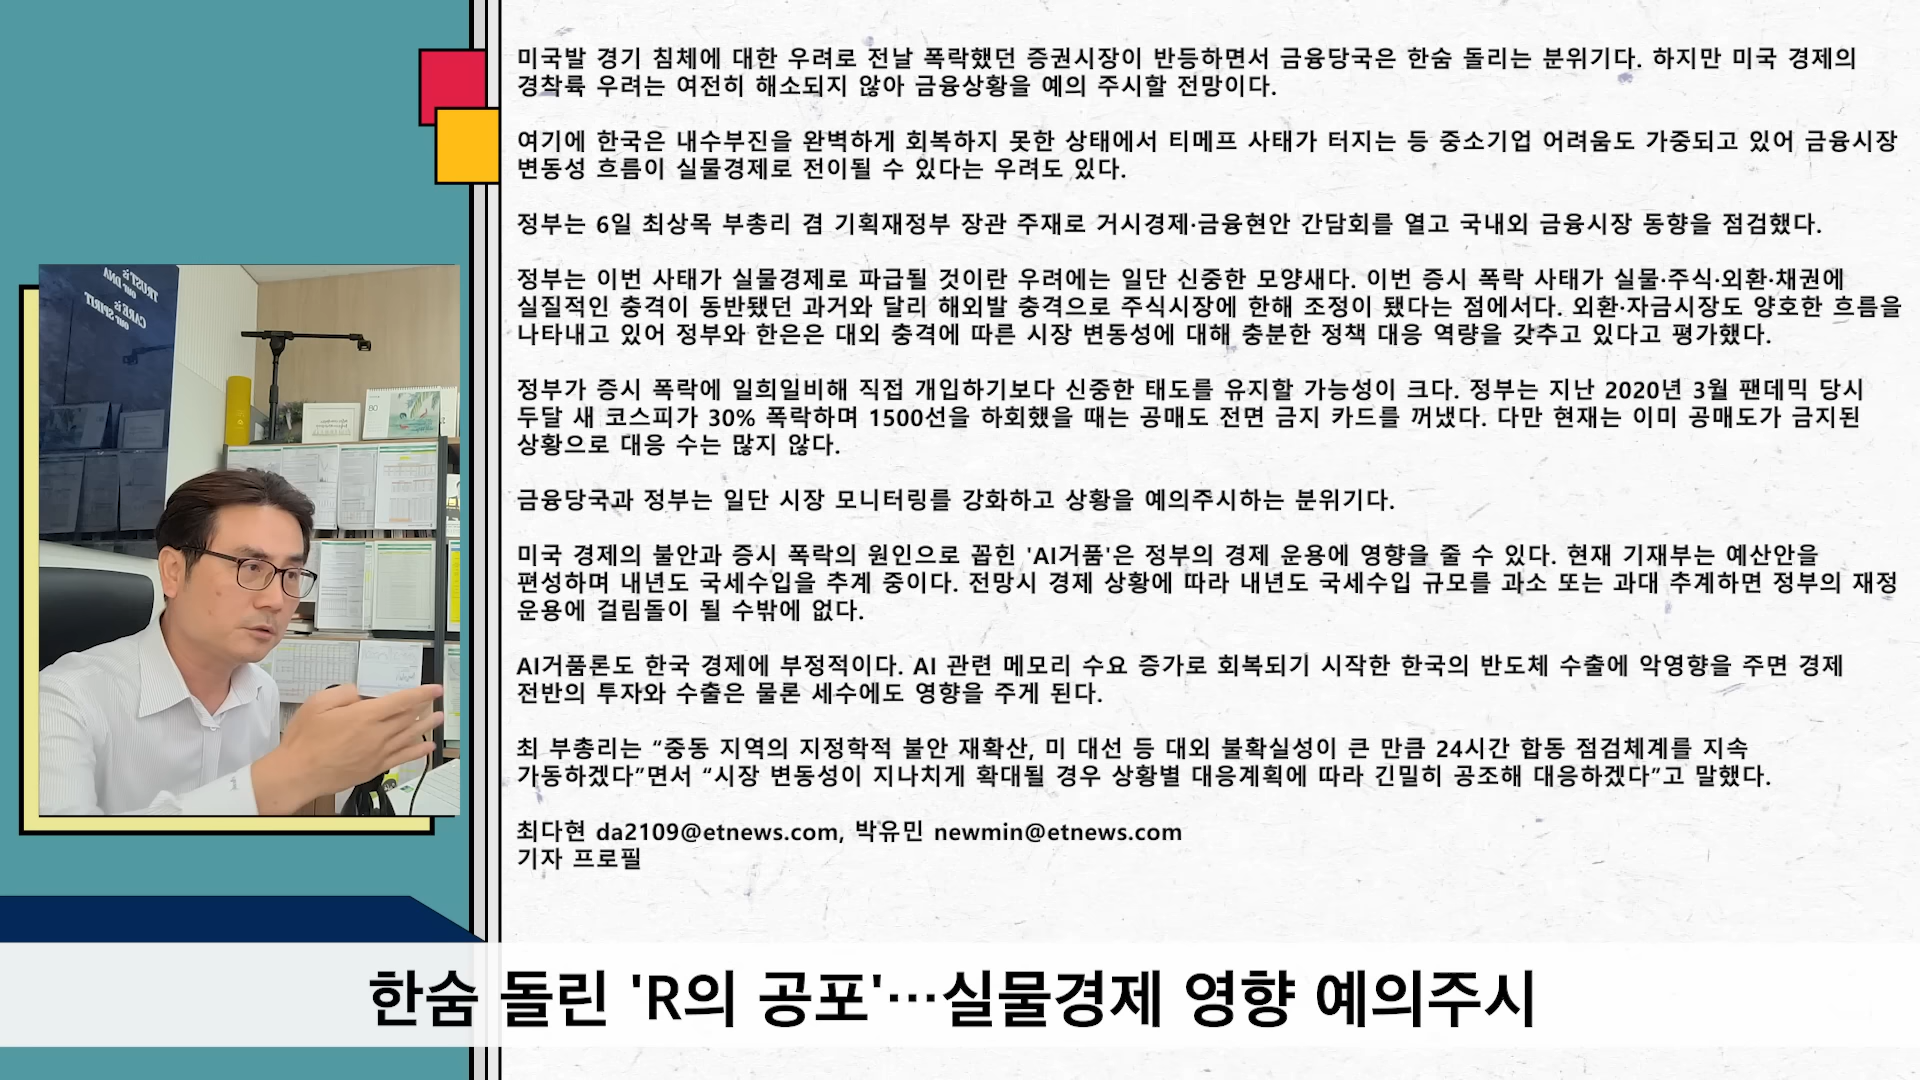 미국발 경기 침체에 대한 우려로 전날 폭락했던 증권시장이 반등하면서 금융당국은 한숨 돌리는 분위기다. 하지만 미국 경제의
경착륙 우려는 여전히 해소되지 않아 금융상황을 예의 주시할 전망이다.
여기에 한국은 내수부진을 완벽하게 회복하지 못한 상태에서 티메프 사태가 터지는 등 중소기업 어려움도 가중되고 있어 금융시장
변동성 흐름이 실물경제로 전이될 수 있다는 우려도 있다.
정부는 6일 최상목 부총리 겸 기획재정부 장관 주재로 거시경제·금융현안 간담회를 열고 국내외 금융시장 동향을 점검했다.
정부는 이번 사태가 실물경제로 파급될 것이란 우려에는 일단 신중한 모양새다. 이번 증시 폭락 사태가 실물·주식·외환·채권에
실질적인 충격이 동반됐던 과거와 달리 해외발 충격으로 주식시장에 한해 조정이 됐다는 점에서다. 외환·자금시장도 양호한 흐름을
나타내고 있어 정부와 한은은 대외 충격에 따른 시장 변동성에 대해 충분한 정책 대응 역량을 갖추고 있다고 평가했다.
정부가 증시 폭락에 일희일비해 직접 개입하기보다 신중한 태도를 유지할 가능성이 크다. 정부는 지난 2020년 3월 팬데믹 당시
두달 새 코스피가 30% 폭락하며 1500선을 하회했을 때는 공매도 전면 금지 카드를 꺼냈다. 다만 현재는 이미 공매도가 금지된
상황으로 대응 수는 많지 않다.
금융당국과 정부는 일단 시장 모니터링를 강화하고 상황을 예의주시하는 분위기다.
미국 경제의 불안과 증시 폭락의 원인으로 꼽힌 'AI거품'은 정부의 경제 운용에 영향을 줄 수 있다. 현재 기재부는 예산안을
편성하며 내년도 국세수입을 추계 중이다. 전망시 경제 상황에 따라 내년도 국세수입 규모를 과소 또는 과대 추계하면 정부의 재정
운용에 걸림돌이 될 수밖에 없다.
AI거품론도 한국 경제에 부정적이다. AI 관련 메모리 수요 증가로 회복되기 시작한 한국의 반도체 수출에 악영향을 주면 경제
전반의 투자와 수출은 물론 세수에도 영향을 주게 된다.
최 부총리는 “중동 지역의 지정학적 불안 재확산, 미 대선 등 대외 불확실성이 큰 만큼 24시간 합동 점검체계를 지속
가동하겠다”면서 “시장 변동성이 지나치게 확대될 경우 상황별 대응계획에 따라 긴밀히 공조해 대응하겠다”고 말했다.
최다현 da2109@etnews.com, 박유민 newmin@etnews.com
기자 프로필
TRUST is
our DNA
CARE is
our SPIRIT
한숨 돌린 'R의 공포'…실물경제 영향 예의주시